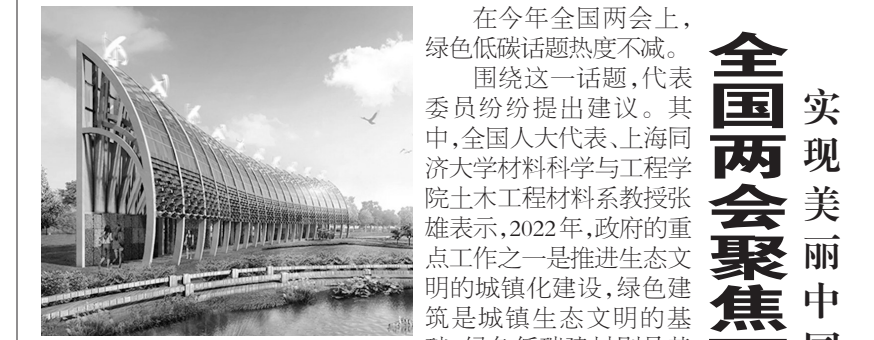 在今年全国两会上，
绿色低碳话题热度不减。
围绕这一话题，代表
委员纷纷提出建议。其
中，全国人大代表、上海同
济大学材料科学与工程学
院土木工程材料系教授张
雄表示，2022年，政府的重
点工作之一是推进生态文
明的城镇化建设，绿色建
筑是城镇生态文明的基
全国两会聚焦
实现美丽中